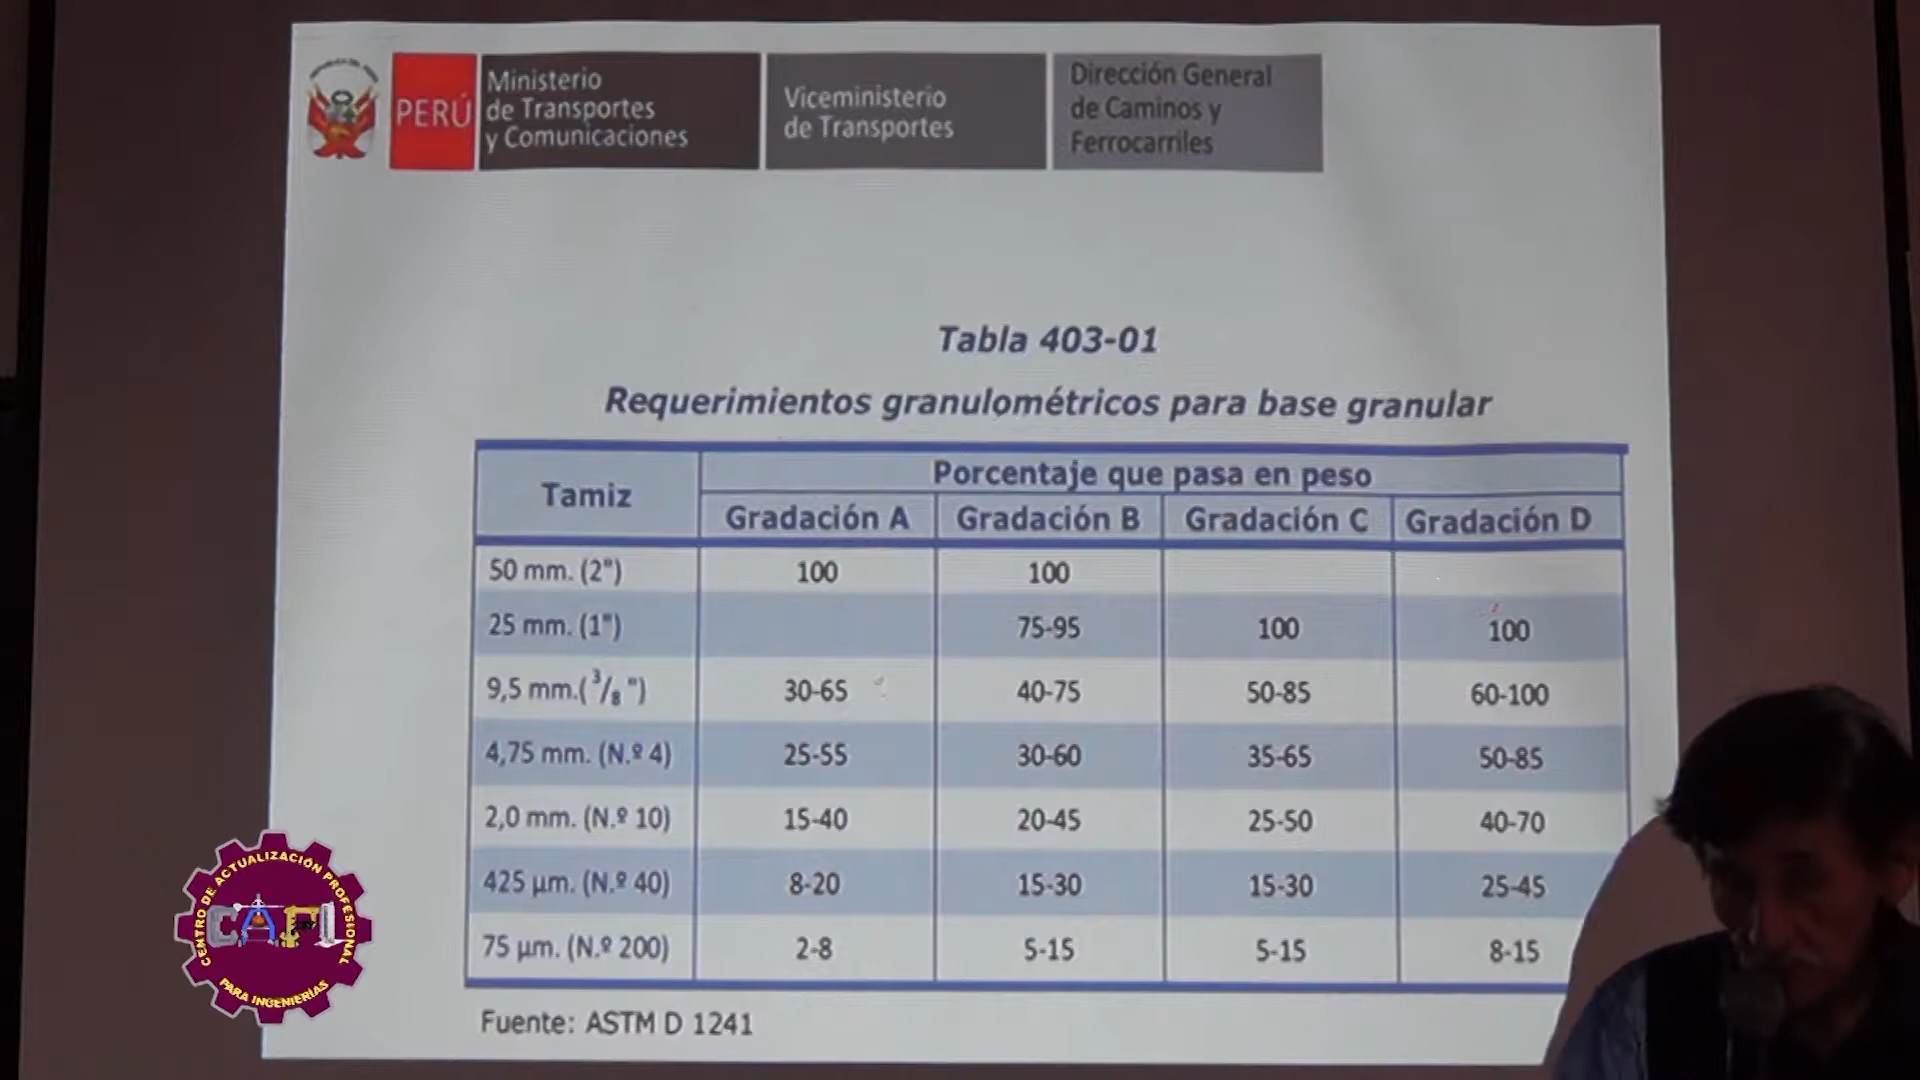 PERÚ
Ministerio
de Transportes
y Comunicaciones
Viceministerio
de Transportes
Dirección General
de Caminos y
Ferrocarriles
Tabla 403-01
Requerimientos granulométricos para base granular
Tamiz Porcentaje que pasa en peso
Gradación A Gradación B Gradación C Gradación D
50 mm. (2") 100 100
25 mm. (1") 75-95 100 100
9,5 mm.(3/8 ") 30-65 40-75 50-85 60-100
4,75 mm. (N.º 4) 25-55 30-60 35-65 50-85
2,0 mm. (N.º 10) 15-40 20-45 25-50 40-70
425 µm. (N.º 40) 8-20 15-30 15-30 25-45
75 µm. (N.º 200) 2-8 5-15 5-15 8-15
Fuente: ASTM D 1241
CENTRO DE ACTUALIZACIÓN PROFESIONAL
CAPI
PARA INGENIERÍAS